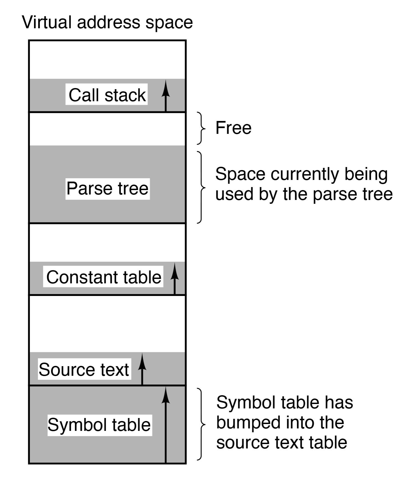 Virtual address space
Call stack
Free
Parse tree
Space currently being
used by the parse tree
Constant table
Source text
Symbol table
Symbol table has
bumped into the
source text table